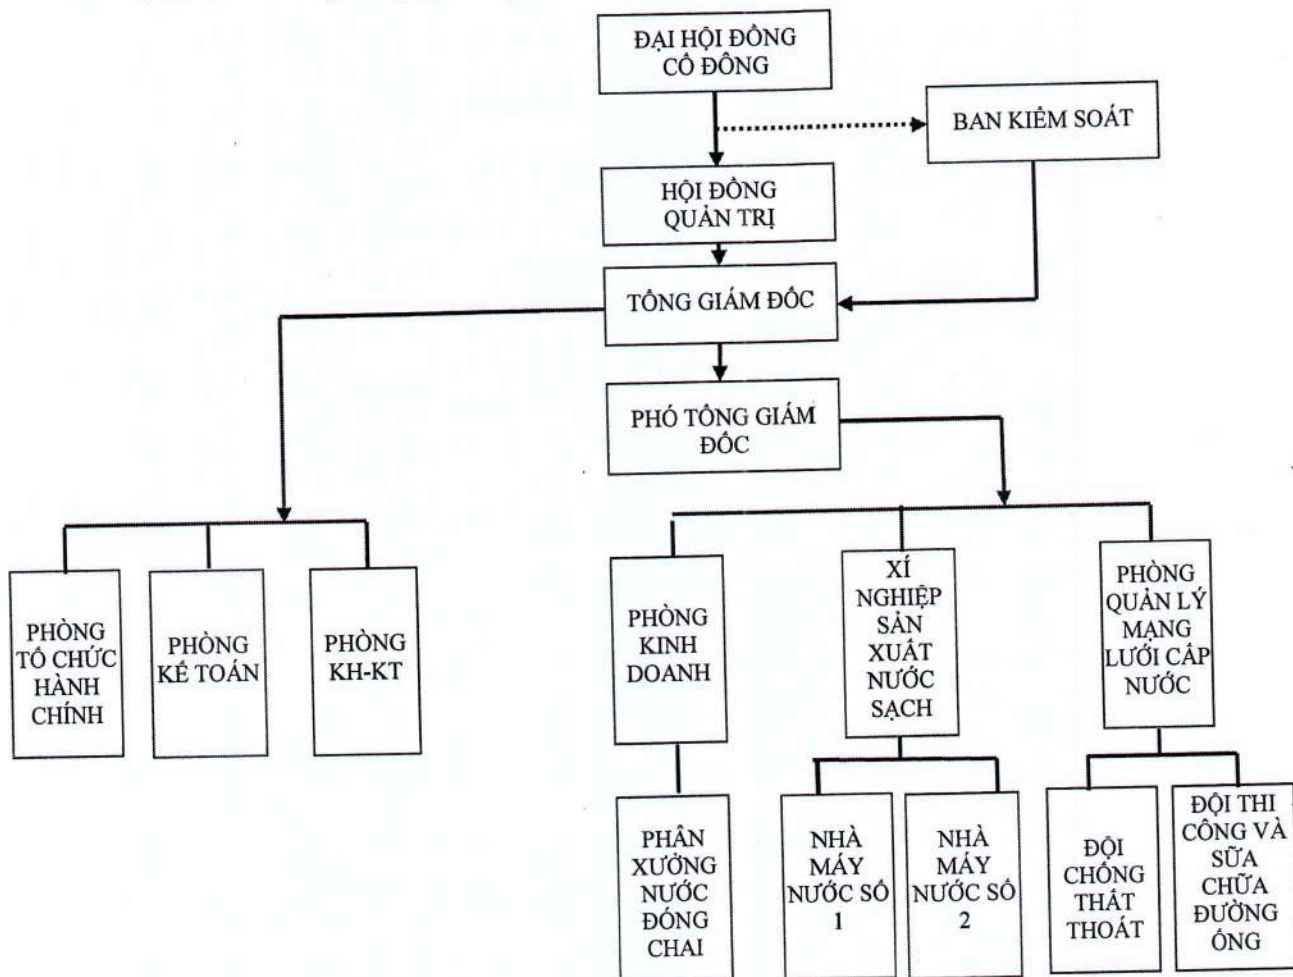 ĐẠI HỘI ĐỒNG
CỔ ĐÔNG
BAN KIỂM SOÁT
HỘI ĐỒNG
QUẢN TRỊ
TỔNG GIÁM ĐỐC
PHÓ TỔNG GIÁM
ĐỐC
PHÒNG
TỔ CHỨC
HÀNH
CHÍNH
PHÒNG
KẾ TOÁN
PHÒNG
KH-KT
PHÒNG
KINH
DOANH
XÍ
NGHIỆP
SẢN
XUẤT
NƯỚC
SẠCH
PHÒNG
QUẢN LÝ
MẠNG
LƯỚI CẤP
NƯỚC
PHÂN
XƯỞNG
NƯỚC
ĐÓNG
CHAI
NHÀ
MÁY
NƯỚC SỐ
1
NHÀ
MÁY
NƯỚC SỐ
2
ĐỘI
CHỐNG
THẤT
THOÁT
ĐỘI THI
CÔNG VÀ
SỮA
CHỮA
ĐƯỜNG
ỐNG